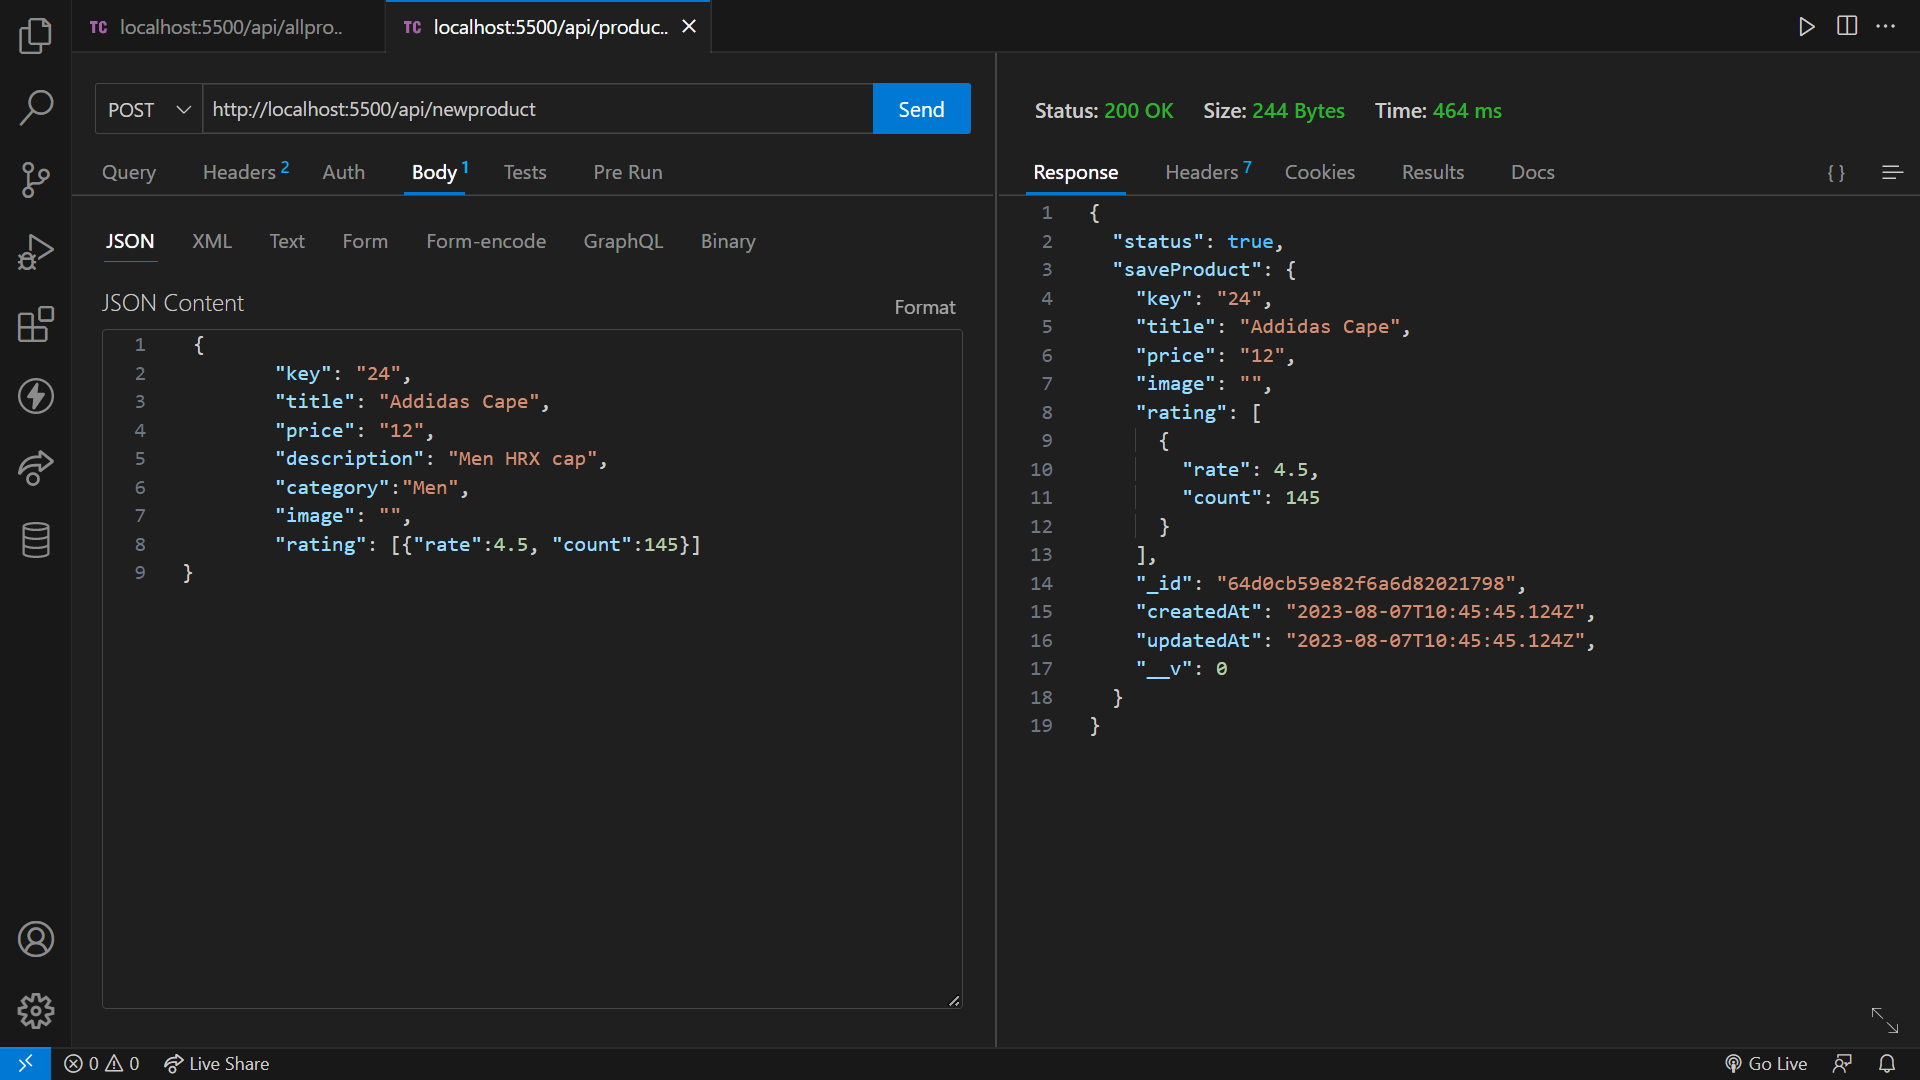 TC localhost:5500/api/allpro..
TC localhost:5500/api/produc..
POST http://localhost:5500/api/newproduct Send
Query Headers 2 Auth Body 1 Tests Pre Run
JSON XML Text Form Form-encode GraphQL Binary
JSON Content
Format
1 {
2 "key": "24",
3 "title": "Addidas Cape",
4 "price": "12",
5 "description": "Men HRX cap",
6 "category":"Men",
7 "image": "",
8 "rating": [{"rate":4.5, "count":145}]
9 }
Status: 200 OK Size: 244 Bytes Time: 464 ms
Response Headers 7 Cookies Results Docs {}
1 {
2 "status": true,
3 "saveProduct": {
4 "key": "24",
5 "title": "Addidas Cape",
6 "price": "12",
7 "image": "",
8 "rating": [
9 {
10 "rate": 4.5,
11 "count": 145
12 }
13 ],
14 "_id": "64d0cb59e82f6a6d82021798",
15 "createdAt": "2023-08-07T10:45:45.124Z",
16 "updatedAt": "2023-08-07T10:45:45.124Z",
17 "__v": 0
18 }
19 }
0 0 Live Share
Go Live